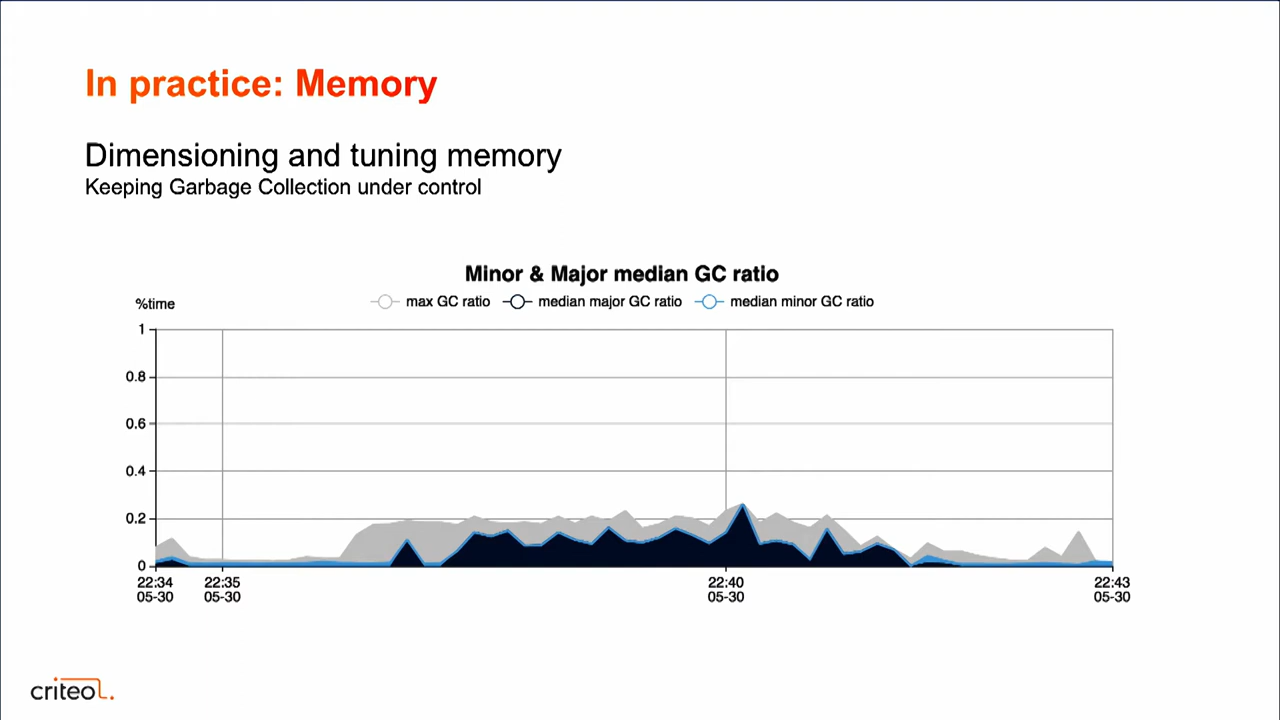 In practice: Memory
Dimensioning and tuning memory
Keeping Garbage Collection under control
Minor & Major median GC ratio
%time
max GC ratio median major GC ratio median minor GC ratio
1
0.8
0.6
0.4
0.2
0
22:34 22:35 22:40 22:43
05-30 05-30 05-30 05-30
criteo